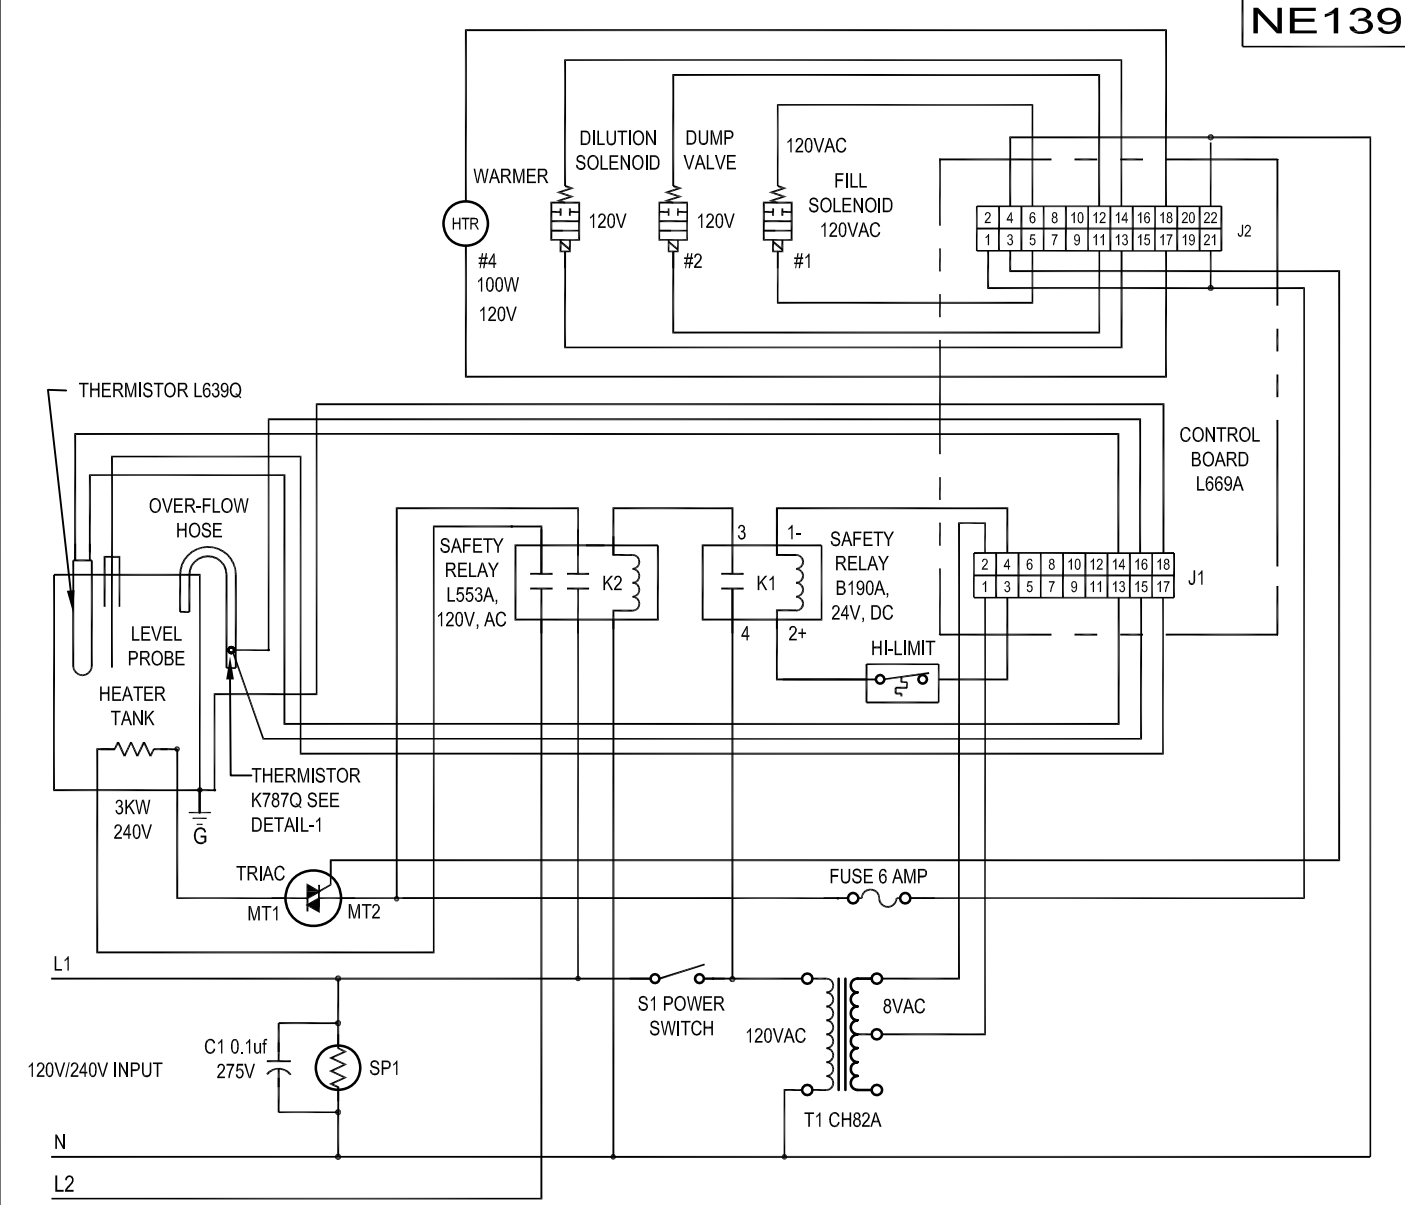 NE139
120VAC
DILUTION
SOLENOID
DUMP
VALVE
WARMER
FILL
SOLENOID
120VAC
HTR
120V
120V
#4
100W
120V
#2
#1
2 4 6 8 10 12 14 16 18 20 22
1 3 5 7 9 11 13 15 17 19 21
J2
THERMISTOR L639Q
CONTROL
BOARD
L669A
OVER-FLOW
HOSE
SAFETY
RELAY
L553A,
120V, AC
K2
3
1-
K1
4
2+
SAFETY
RELAY
B190A,
24V, DC
2 4 6 8 10 12 14 16 18
1 3 5 7 9 11 13 15 17
J1
HI-LIMIT
LEVEL
PROBE
HEATER
TANK
3KW
240V
G
THERMISTOR
K787Q SEE
DETAIL-1
TRIAC
MT1
MT2
FUSE 6 AMP
L1
S1 POWER
SWITCH
120VAC
8VAC
T1 CH82A
C1 0.1uf
275V
SP1
120V/240V INPUT
N
L2